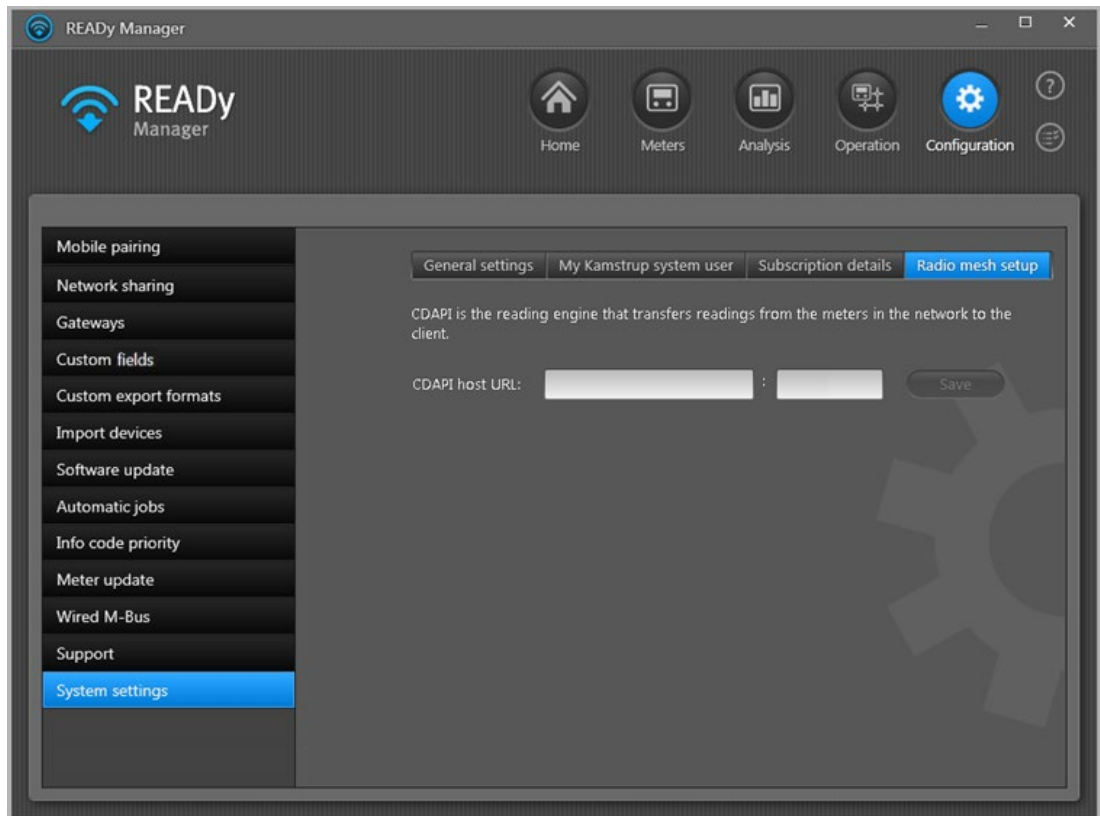 READy Manager
READy
Manager
Home
Meters
Analysis
Operation
Configuration
?
Mobile pairing
Network sharing
Gateways
Custom fields
Custom export formats
Import devices
Software update
Automatic jobs
Info code priority
Meter update
Wired M-Bus
Support
System settings
General settings
My Kamstrup system user
Subscription details
Radio mesh setup
CDAPI is the reading engine that transfers readings from the meters in the network to the
client.
CDAPI host URL:
:
Save